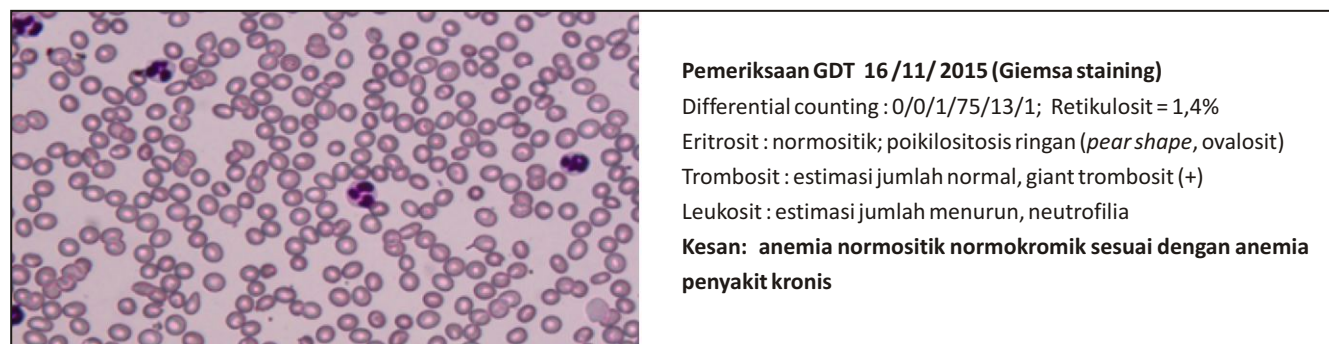 Pemeriksaan GDT 16 /11/ 2015 (Giemsa staining)
Differential counting : 0/0/1/75/13/1; Retikulosit = 1,4%
Eritrosit : normositik; poikilositosis ringan (pear shape, ovalosit)
Trombosit : estimasi jumlah normal, giant trombosit (+)
Leukosit : estimasi jumlah menurun, neutrofilia
Kesan: anemia normositik normokromik sesuai dengan anemia
penyakit kronis